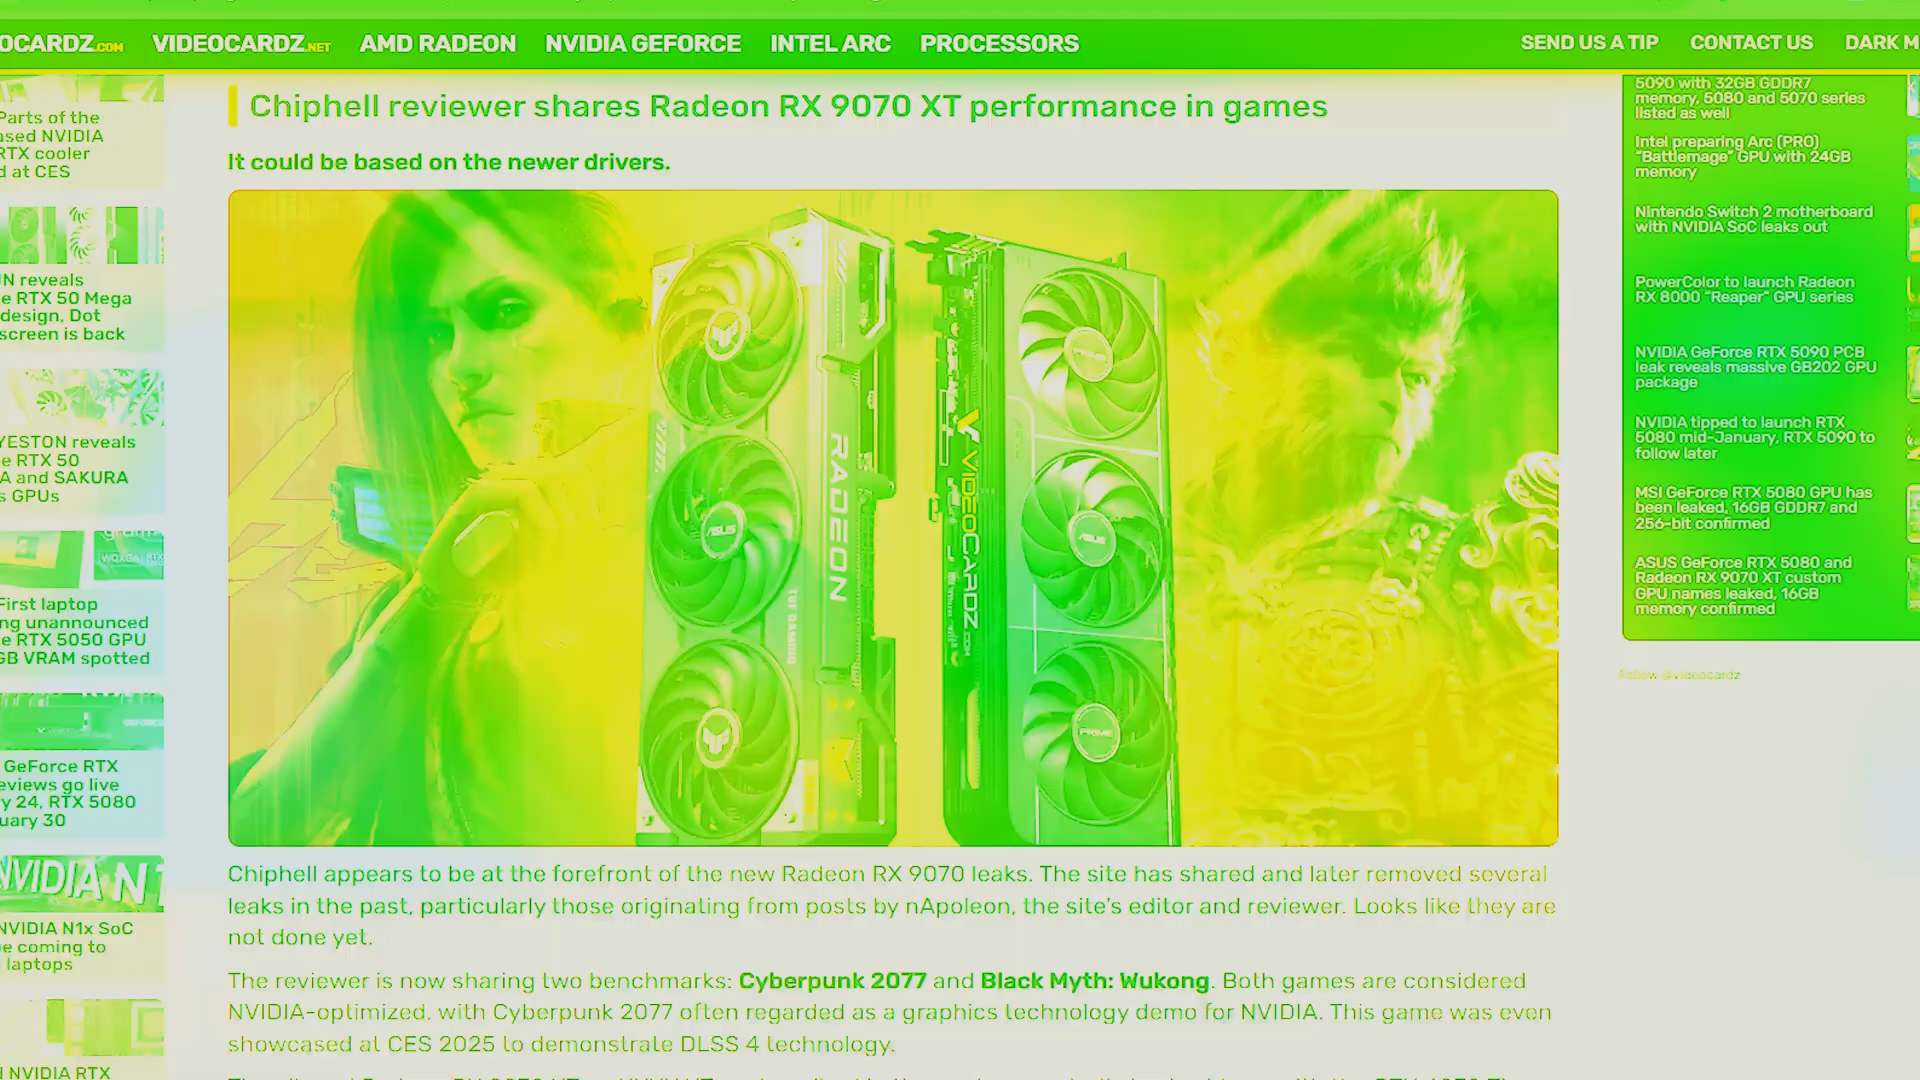 OCARDZ.COM VIDEOCARDZ.NET AMD RADEON NVIDIA GEFORCE INTEL ARC PROCESSORS SEND US A TIP CONTACT US DARK M
Parts of the
ased NVIDIA
RTX cooler
d at CES
N reveals
e RTX 50 Mega
design, Dot
screen is back
YESTON reveals
e RTX 50
A and SAKURA
s GPUs
First laptop
ng unannounced
e RTX 5050 GPU
GB VRAM spotted
GeForce RTX
eviews go live
y 24, RTX 5080
uary 30
NVIDIA N1
NVIDIA N1x SoC
e coming to
laptops
NVIDIA RTX
Chiphell reviewer shares Radeon RX 9070 XT performance in games
It could be based on the newer drivers.
RADEON
ASUS
TUF GAMING
VIDEOCARDZ.COM
PRIME
ASUS
PRIME
Chiphell appears to be at the forefront of the new Radeon RX 9070 leaks. The site has shared and later removed several
leaks in the past, particularly those originating from posts by nApoleon, the site's editor and reviewer. Looks like they are
not done yet.
The reviewer is now sharing two benchmarks: Cyberpunk 2077 and Black Myth: Wukong. Both games are considered
NVIDIA-optimized, with Cyberpunk 2077 often regarded as a graphics technology demo for NVIDIA. This game was even
showcased at CES 2025 to demonstrate DLSS 4 technology.
5090 with 32GB GDDR7
memory, 5080 and 5070 series
listed as well
Intel preparing Arc (PRO)
"Battlemage" GPU with 24GB
memory
Nintendo Switch 2 motherboard
with NVIDIA SoC leaks out
PowerColor to launch Radeon
RX 8000 "Reaper" GPU series
NVIDIA GeForce RTX 5090 PCB
leak reveals massive GB202 GPU
package
NVIDIA tipped to launch RTX
5080 mid-January, RTX 5090 to
follow later
MSI GeForce RTX 5080 GPU has
been leaked, 16GB GDDR7 and
256-bit confirmed
ASUS GeForce RTX 5080 and
Radeon RX 9070 XT custom
GPU names leaked, 16GB
memory confirmed
Follow @videocardz